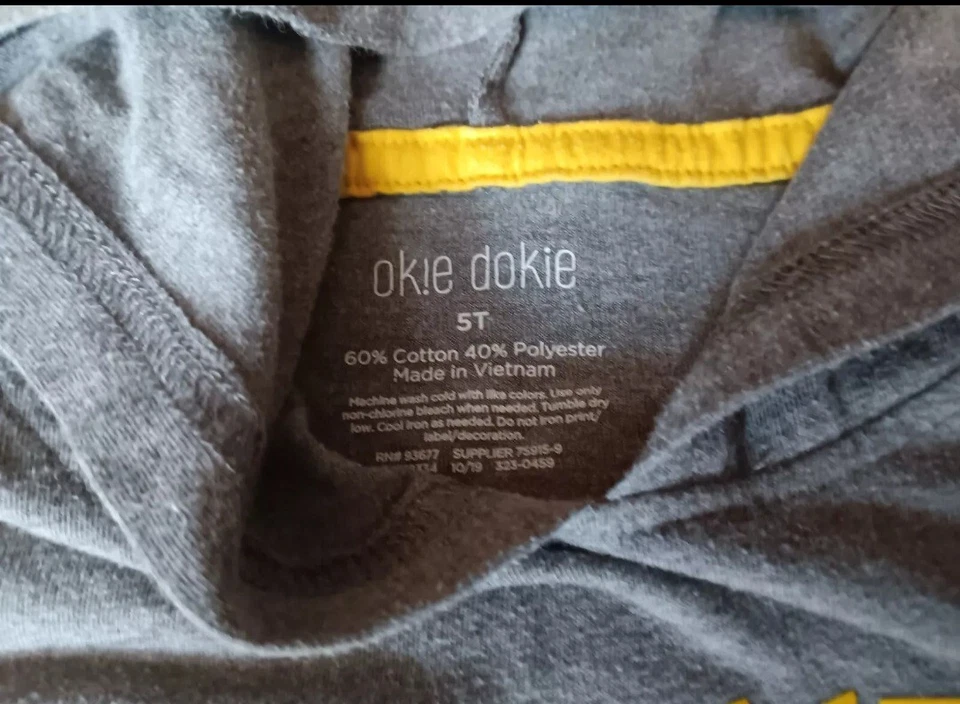 okie dokie
5T
60% Cotton 40% Polyester
Made in Vietnam
Machine wash cold with like colors. Use only
non-chlorine bleach when needed. Tumble dry
low. Cool iron as needed. Do not iron print/
label/decoration.
RN# 93677 SUPPLIER 75915-9
10/19 323-0459